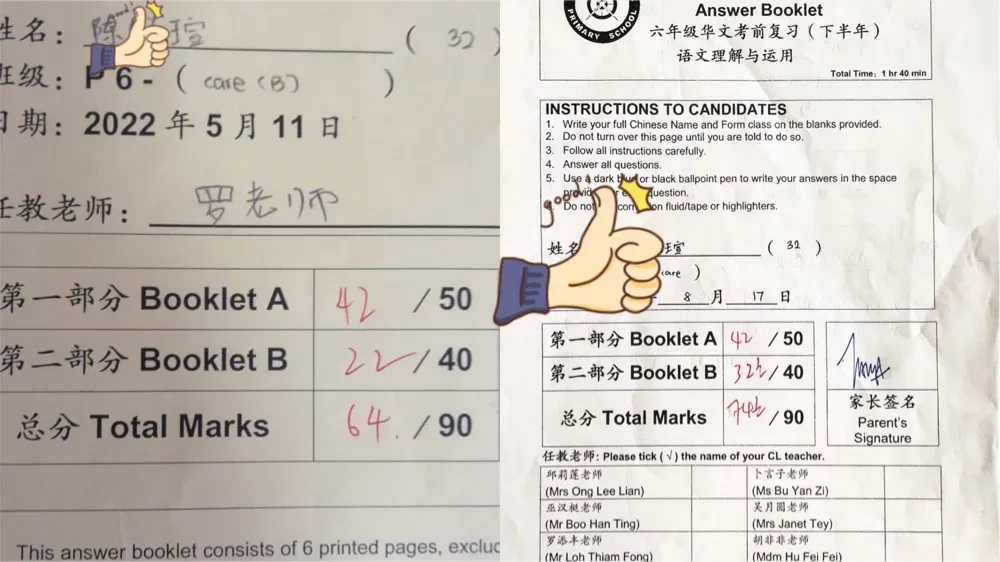 姓名： 陈 瑄 ( 32 )
班级： P 6 - ( care (B) )
日期： 2022 年 5 月 11 日
任教老师： 罗老师
第一部分 Booklet A 42 / 50
第二部分 Booklet B 22 / 40
总分 Total Marks 64. / 90
This answer booklet consists of 6 printed pages, exclu
PRIMARY SCHOOL
Answer Booklet
六年级华文考前复习（下半年）
语文理解与运用
Total Time: 1 hr 40 min
INSTRUCTIONS TO CANDIDATES
1. Write your full Chinese Name and Form class on the blanks provided.
2. Do not turn over this page until you are told to do so.
3. Follow all instructions carefully.
4. Answer all questions.
5. Use a dark blue or black ballpoint pen to write your answers in the space
question.
Do not fluid/tape or highlighters.
good
姓名 瑄 ( 32 )
care )
8 月 17 日
第一部分 Booklet A 42 / 50
第二部分 Booklet B 32½ / 40
总分 Total Marks 74½ / 90
家长签名
Parent's
Signature
任教老师: Please tick (√) the name of your CL teacher.
邱莉莲老师 卜言子老师
(Mrs Ong Lee Lian) (Ms Bu Yan Zi)
巫汉梃老师 吴月圆老师
(Mr Boo Han Ting) (Mrs Janet Tey)
罗添丰老师 胡非非老师
(Mr Loh Thiam Fong) (Mdm Hu Fei Fei)